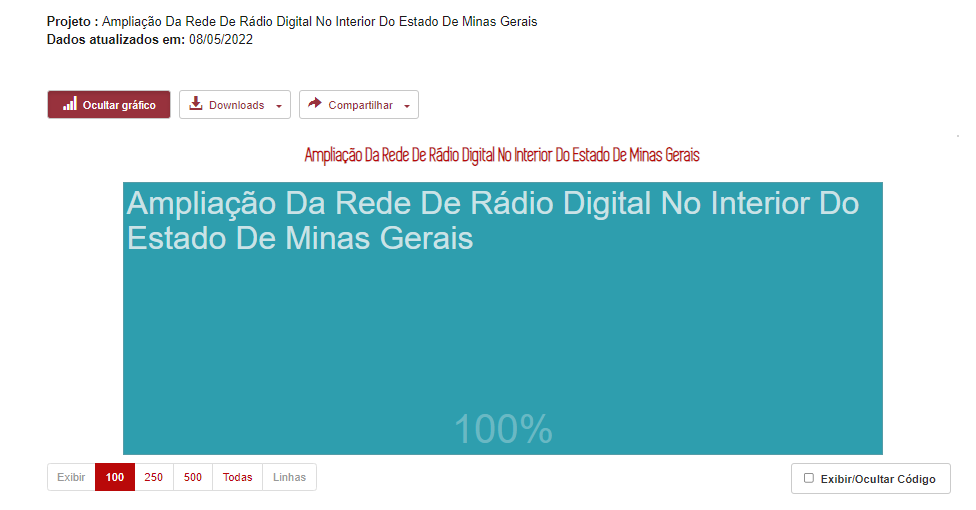 Projeto : Ampliação Da Rede De Rádio Digital No Interior Do Estado De Minas Gerais
Dados atualizados em: 08/05/2022
Ocultar gráfico Downloads Compartilhar
Ampliação Da Rede De Rádio Digital No Interior Do Estado De Minas Gerais
Ampliação Da Rede De Rádio Digital No Interior Do
Estado De Minas Gerais
100%
Exibir 100 250 500 Todas Linhas Exibir/Ocultar Código